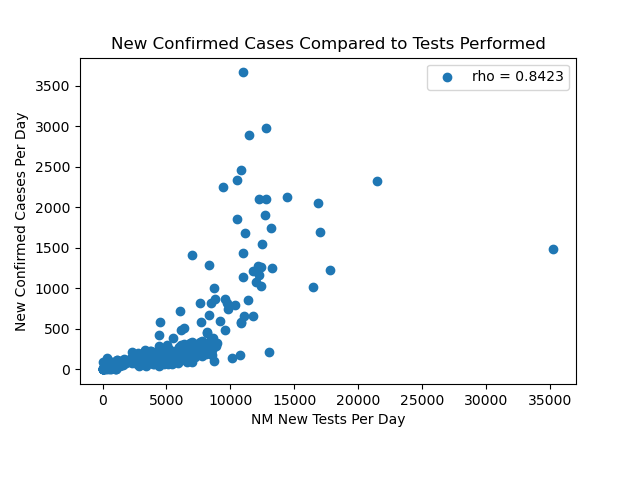 New Confirmed Cases Compared to Tests Performed
rho = 0.8423
3500
3000
2500
2000
1500
1000
500
0
New Confirmed Caeses Per Day
0 5000 10000 15000 20000 25000 30000 35000
NM New Tests Per Day